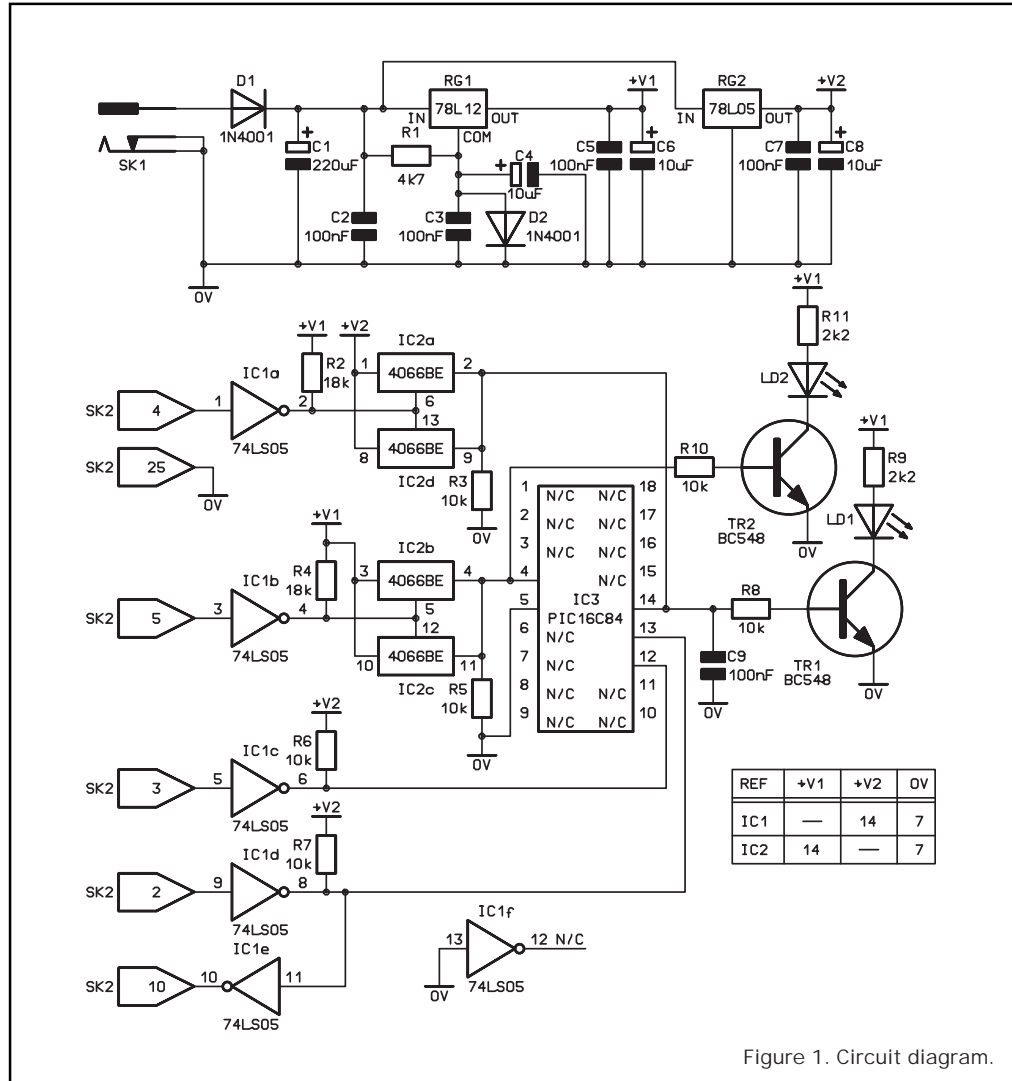 D1
1N4001
SK1
C1
220uF
+
R1
4k7
C2
100nF
RG1
78L12
IN
OUT
COM
C3
100nF
+
C4
10uF
D2
1N4001
+V1
C5
100nF
+
C6
10uF
RG2
78L05
IN
OUT
+V2
C7
100nF
+
C8
10uF
0V
SK2
4
1
IC1a
2
74LS05
+V1
R2
18k
+V2
IC2a
1
4066BE
2
6
13
8
4066BE
9
IC2d
R3
10k
0V
SK2
25
0V
SK2
5
3
IC1b
4
74LS05
+V1
R4
18k
IC2b
3
4066BE
4
5
12
10
4066BE
11
IC2c
R5
10k
0V
SK2
3
5
IC1c
6
74LS05
+V2
R6
10k
SK2
2
9
IC1d
8
74LS05
+V2
R7
10k
SK2
10
10
IC1e
11
74LS05
IC1f
13
12 N/C
0V
74LS05
1 N/C N/C 18
2 N/C N/C 17
3 N/C N/C 16
4 N/C 15
IC3
5 PIC16C84 14
6 N/C 13
7 N/C 12
8 N/C N/C 11
9 N/C N/C 10
+V1
R11
2k2
LD2
R10
10k
TR2
BC548
0V
+V1
R9
2k2
LD1
R8
10k
TR1
BC548
0V
C9
100nF
0V
REF +V1 +V2 0V
IC1 — 14 7
IC2 14 — 7
Figure 1. Circuit diagram.